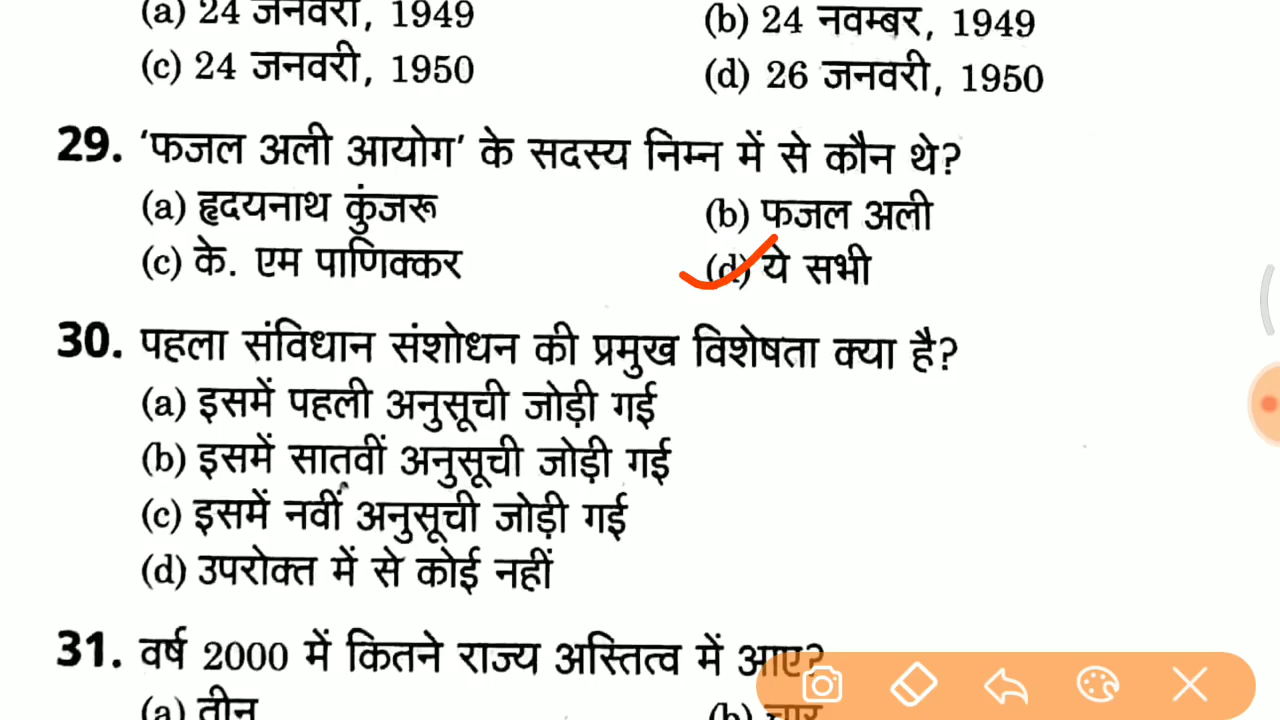 (a) 24 जनवरी, 1949 (b) 24 नवम्बर, 1949
(c) 24 जनवरी, 1950 (d) 26 जनवरी, 1950
29. 'फजल अली आयोग' के सदस्य निम्न में से कौन थे?
(a) हृदयनाथ कुंजरू (b) फजल अली
(c) के. एम पाणिक्कर (d) ये सभी
30. पहला संविधान संशोधन की प्रमुख विशेषता क्या है?
(a) इसमें पहली अनुसूची जोड़ी गई
(b) इसमें सातवीं अनुसूची जोड़ी गई
(c) इसमें नवीं अनुसूची जोड़ी गई
(d) उपरोक्त में से कोई नहीं
31. वर्ष 2000 में कितने राज्य अस्तित्व में आए?
(a) तीन (b) चार